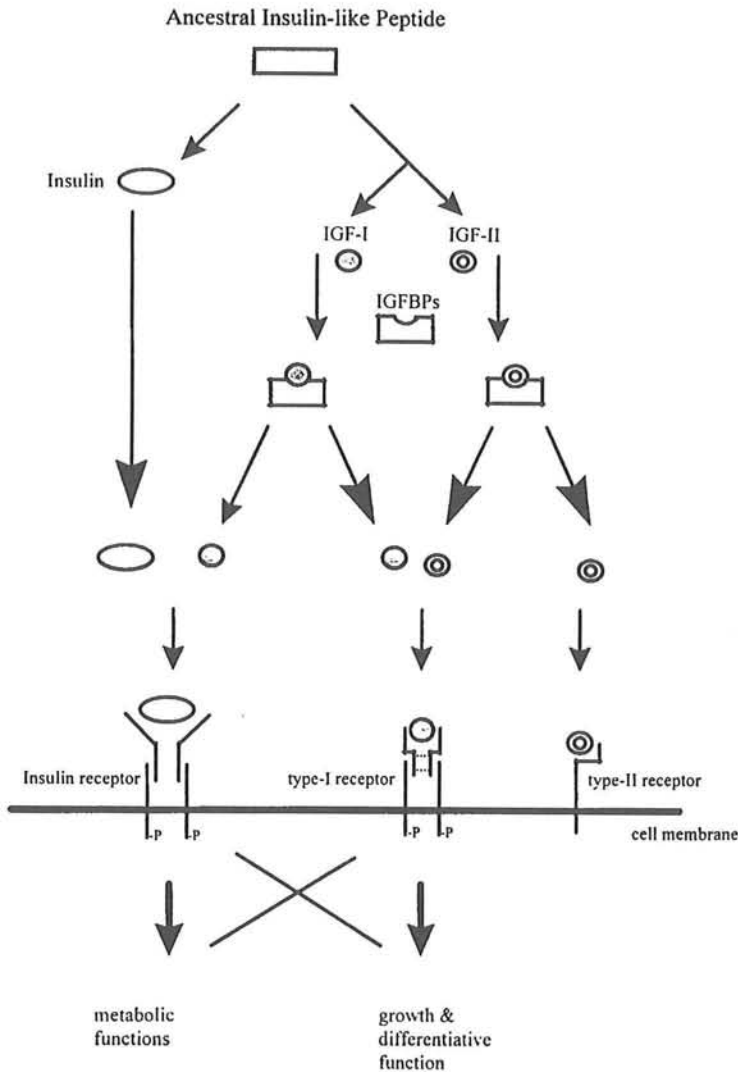 Ancestral Insulin-like Peptide
Insulin
IGF-I
IGF-II
IGFBPs
Insulin receptor
type-I receptor
type-II receptor
-P
-P
-P
-P
cell membrane
metabolic
functions
growth &
differentiative
function